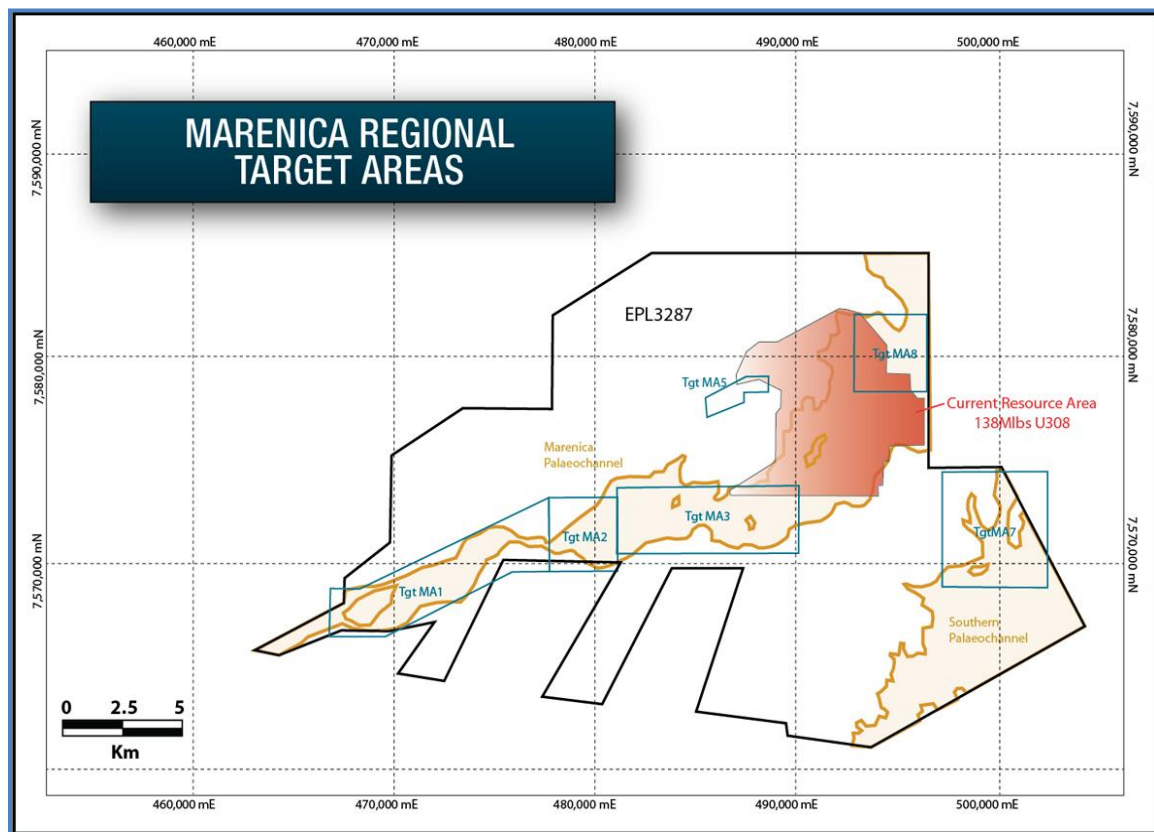 460,000 mE
470,000 mE
480,000 mE
490,000 mE
500,000 mE
MARENICA REGIONAL
TARGET AREAS
7,590,000 mN
7,590,000 mN
EPL3287
7,580,000 mN
7,580,000 mN
Tgt MA8
Tgt MA5
Current Resource Area
138Mlbs U308
Marenica
Palaeochannel
Tgt MA3
Tgt MA2
TgtMA7
7,570,000 mN
7,570,000 mN
Tgt MA1
Southern
Palaeochannel
0 2.5 5
Km
460,000 mE
470,000 mE
480,000 mE
490,000 mE
500,000 mE